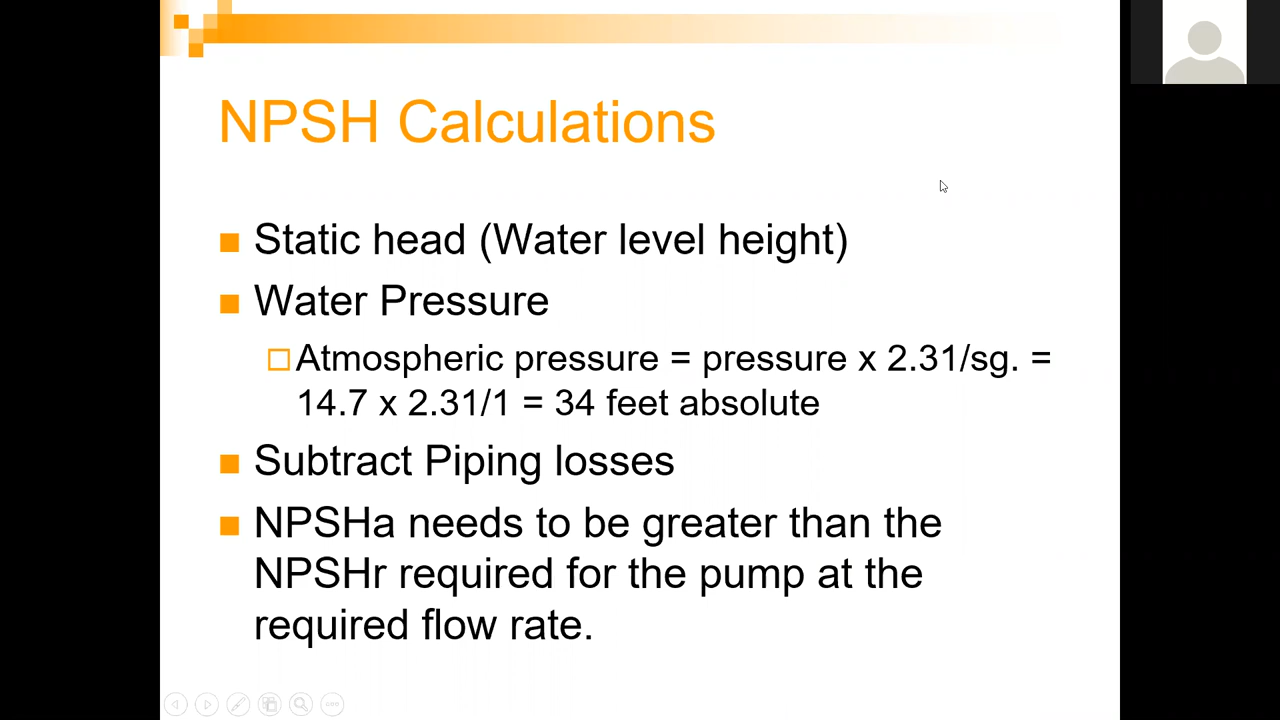 NPSH Calculations
Static head (Water level height)
Water Pressure
Atmospheric pressure = pressure x 2.31/sg. =
14.7 x 2.31/1 = 34 feet absolute
Subtract Piping losses
NPSHa needs to be greater than the
NPSHr required for the pump at the
required flow rate.